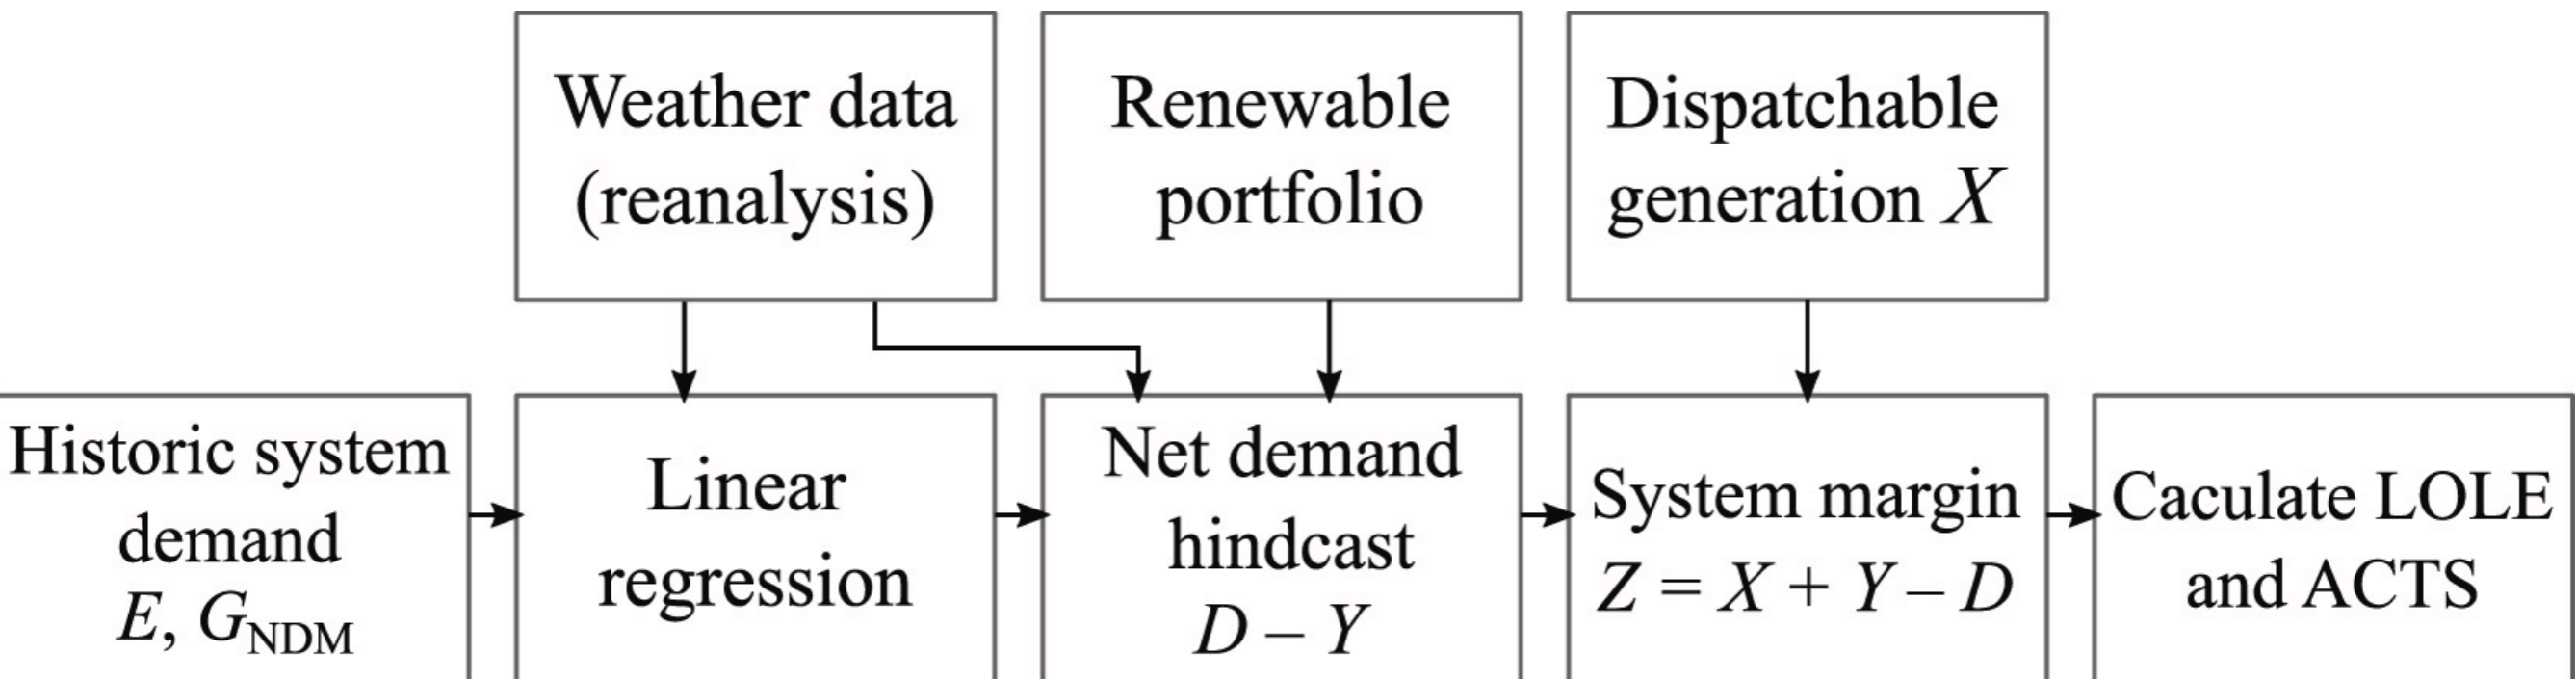 Weather data
(reanalysis)
Renewable
portfolio
Dispatchable
generation X
Historic system
demand
E, G_NDM
Linear
regression
Net demand
hindcast
D – Y
System margin
Z = X + Y – D
Caculate LOLE
and ACTS